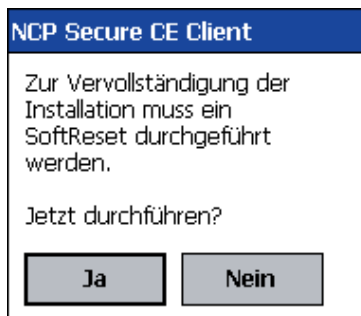 NCP Secure CE Client
Zur Vervollständigung der
Installation muss ein
SoftReset durchgeführt
werden.
Jetzt durchführen?
Ja
Nein